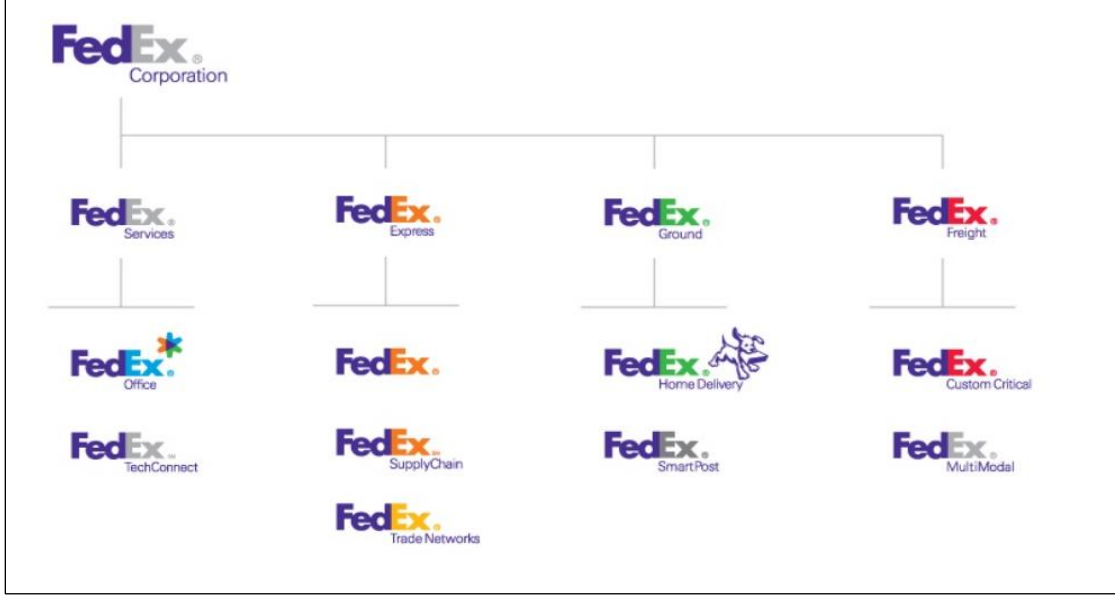 FedEx®
Corporation
FedEx®
Services
FedEx®
Express
FedEx®
Ground
FedEx®
Freight
FedEx®
Office
FedEx®
FedEx®
Home Delivery
FedEx®
Custom Critical
FedEx
TechConnect
FedEx
SupplyChain
FedEx®
SmartPost
FedEx®
MultiModal
FedEx®
Trade Networks